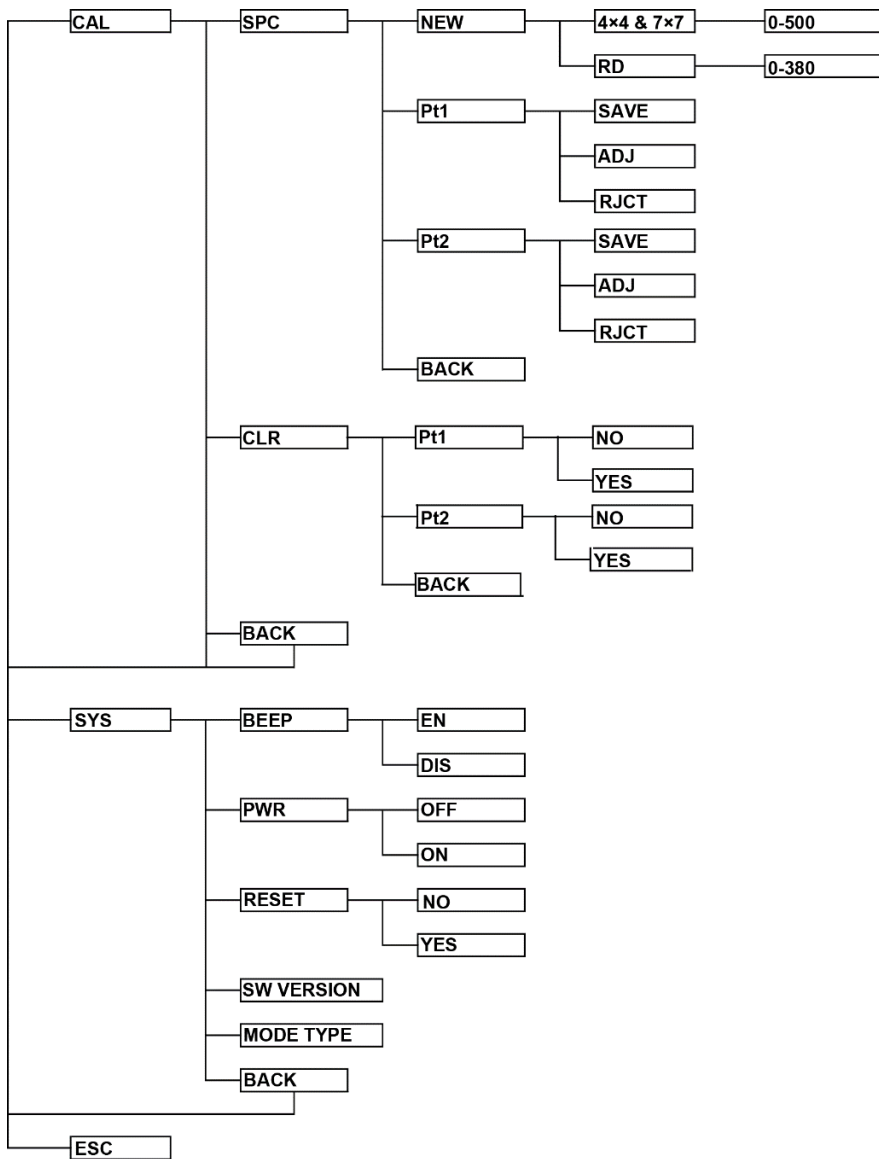 CAL SPC NEW 4×4 & 7×7 0-500
RD 0-380
Pt1 SAVE
ADJ
RJCT
Pt2 SAVE
ADJ
RJCT
BACK
CLR Pt1 NO
YES
Pt2 NO
YES
BACK
BACK
SYS BEEP EN
DIS
PWR OFF
ON
RESET NO
YES
SW VERSION
MODE TYPE
BACK
ESC